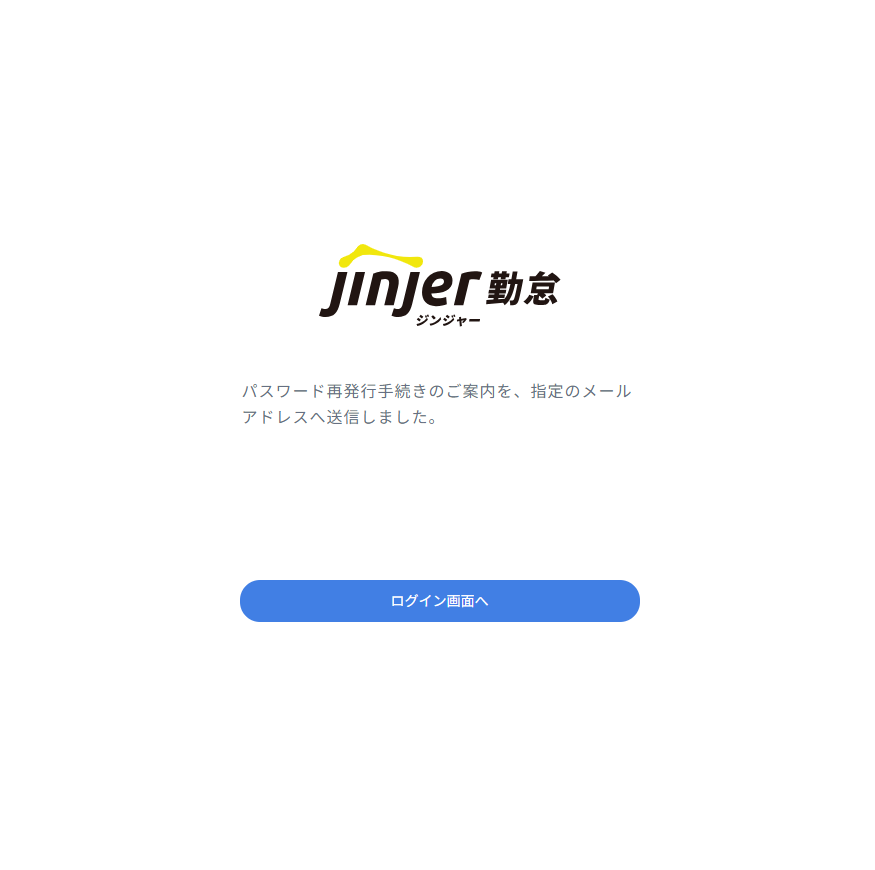 jinjer 勤怠
ジンジャー
パスワード再発行手続きのご案内を、指定のメール
アドレスへ送信しました。
ログイン画面へ